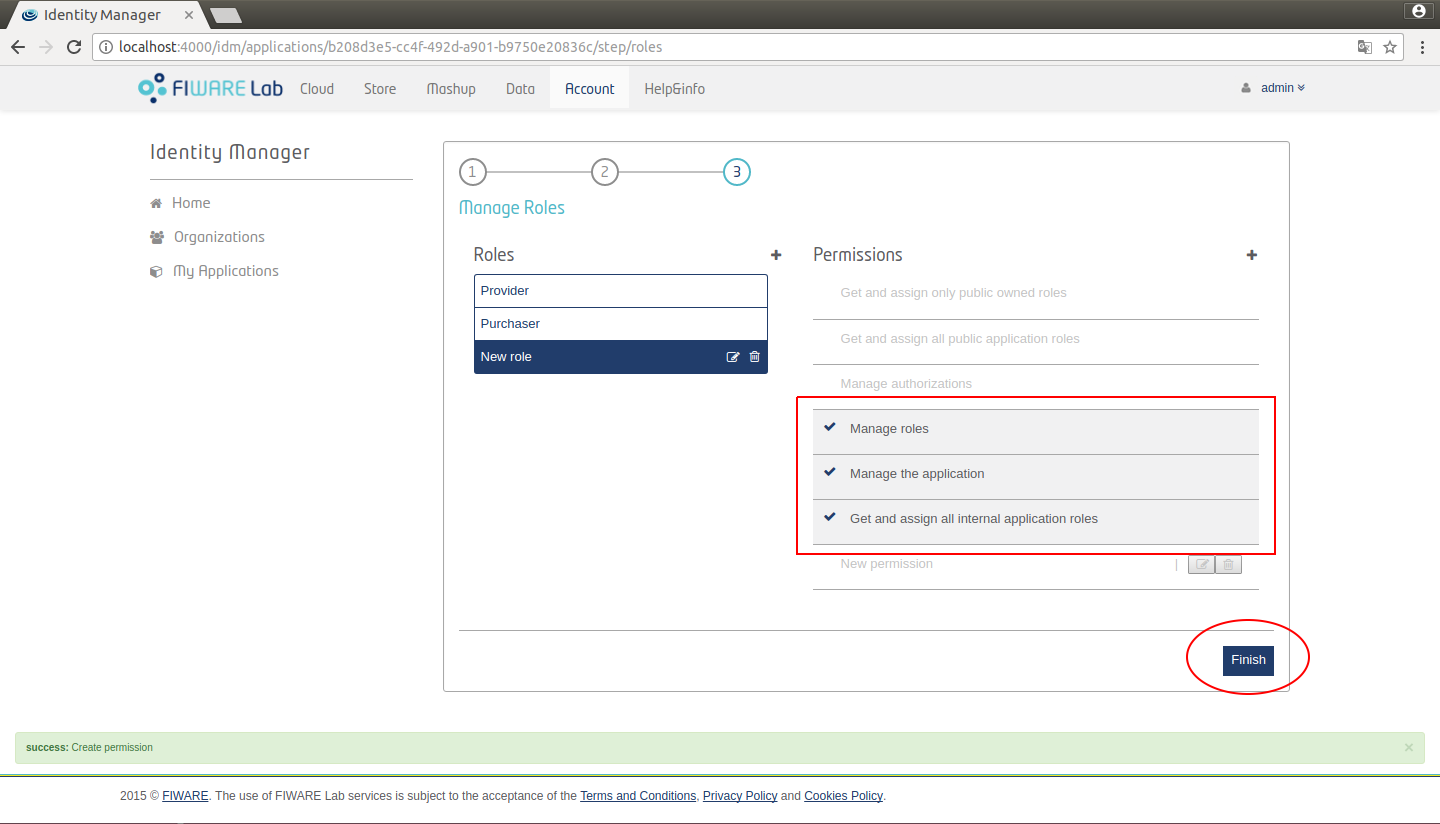 Identity Manager
localhost:4000/idm/applications/b208d3e5-cc4f-492d-a901-b9750e20836c/step/roles
FIWARE Lab Cloud Store Mashup Data Account Help&info admin
Identity Manager
Home
Organizations
My Applications
1 2 3
Manage Roles
Roles
Provider
Purchaser
New role
Permissions
Get and assign only public owned roles
Get and assign all public application roles
Manage authorizations
Manage roles
Manage the application
Get and assign all internal application roles
New permission |
Finish
success: Create permission
2015 © FIWARE. The use of FIWARE Lab services is subject to the acceptance of the Terms and Conditions, Privacy Policy and Cookies Policy.